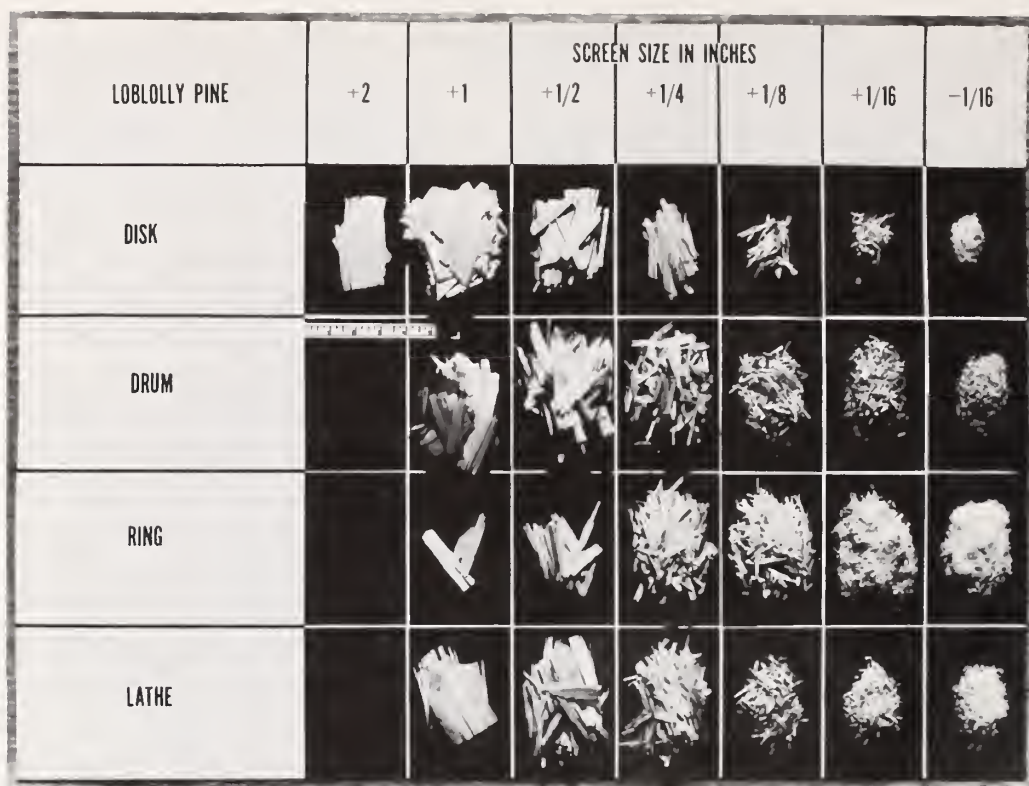 SCREEN SIZE IN INCHES
LOBLOLLY PINE +2 +1 +1/2 +1/4 +1/8 +1/16 -1/16
DISK
DRUM
RING
LATHE